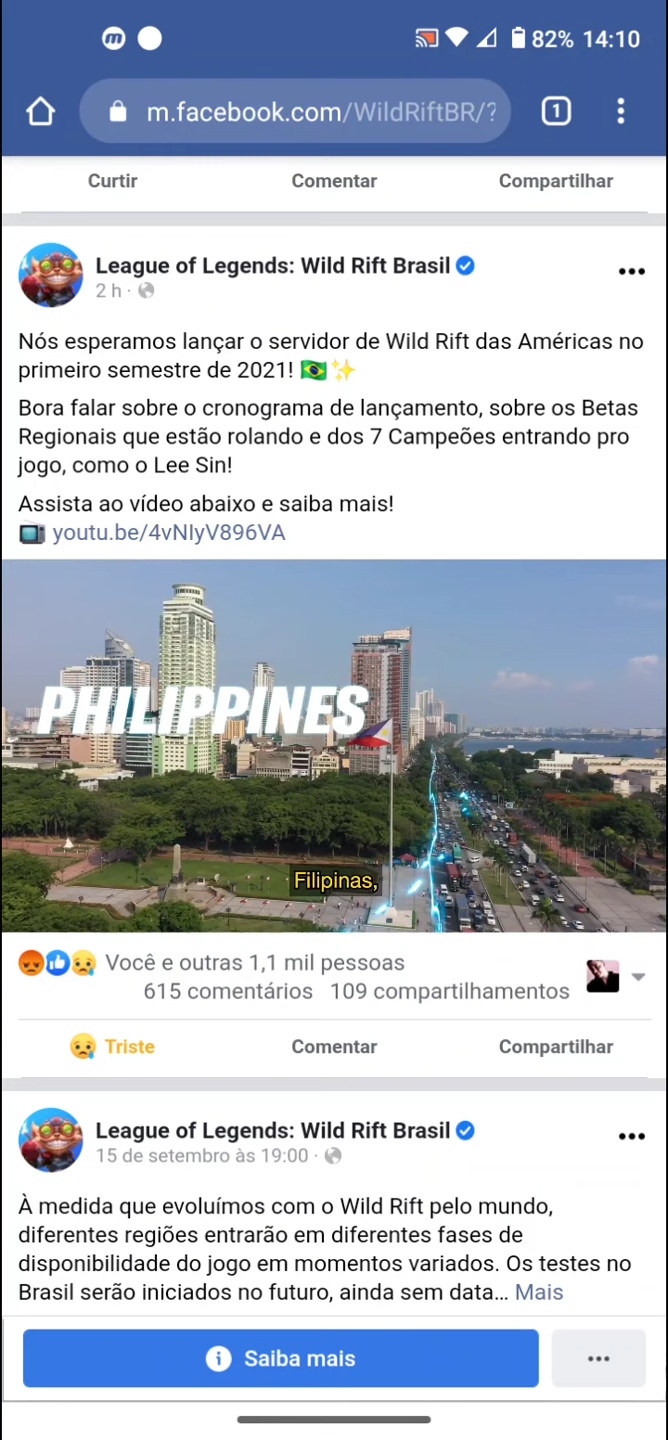 82% 14:10
m.facebook.com/WildRiftBR/?
1
Curtir Comentar Compartilhar
League of Legends: Wild Rift Brasil
2 h ·
Nós esperamos lançar o servidor de Wild Rift das Américas no
primeiro semestre de 2021! 🇧🇷✨
Bora falar sobre o cronograma de lançamento, sobre os Betas
Regionais que estão rolando e dos 7 Campeões entrando pro
jogo, como o Lee Sin!
Assista ao vídeo abaixo e saiba mais!
📺 youtu.be/4vNIyV896VA
PHILIPPINES
Filipinas,
Você e outras 1,1 mil pessoas
615 comentários 109 compartilhamentos
Triste Comentar Compartilhar
League of Legends: Wild Rift Brasil
15 de setembro às 19:00 ·
À medida que evoluímos com o Wild Rift pelo mundo,
diferentes regiões entrarão em diferentes fases de
disponibilidade do jogo em momentos variados. Os testes no
Brasil serão iniciados no futuro, ainda sem data... Mais
Saiba mais